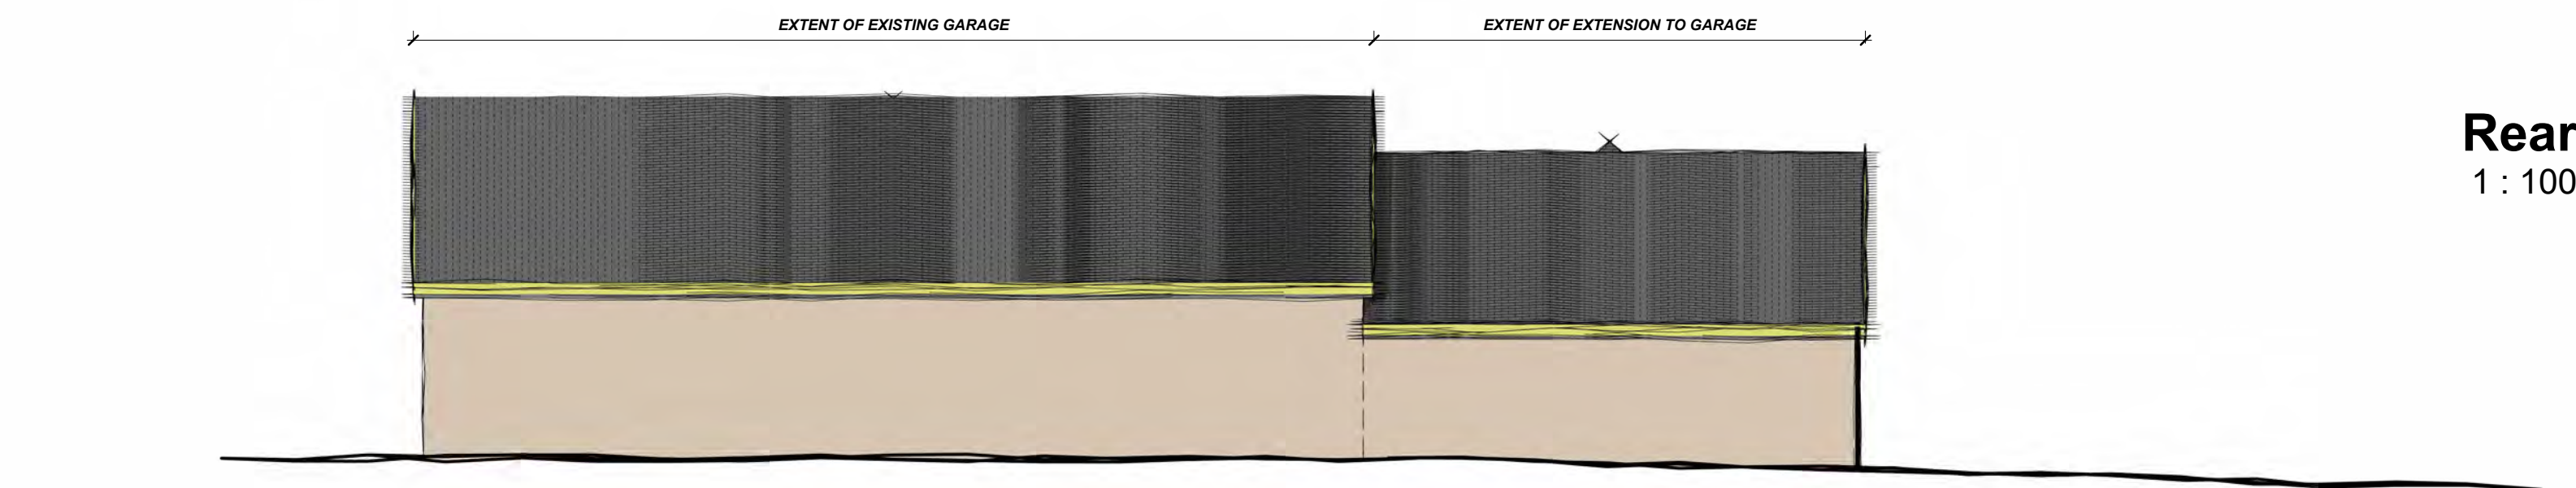 EXTENT OF EXISTING GARAGE
EXTENT OF EXTENSION TO GARAGE
Rear
1 : 100